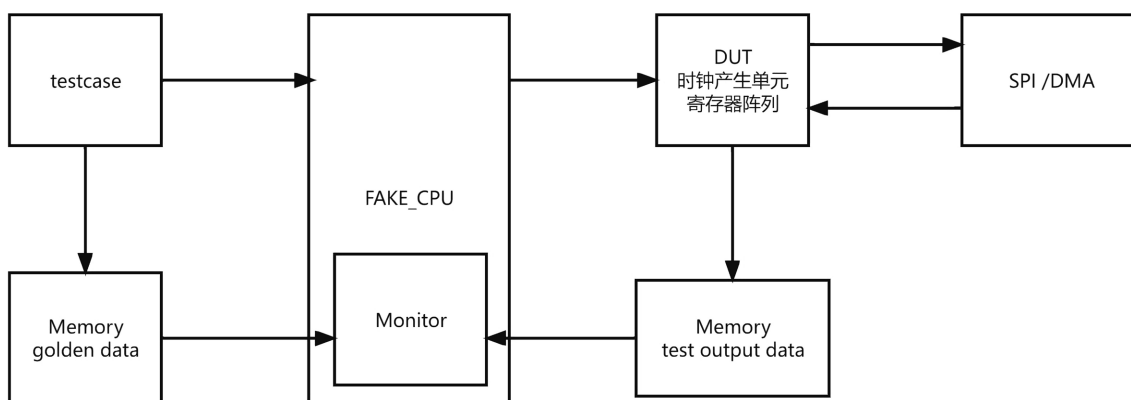 testcase
DUT
时钟产生单元
寄存器阵列
SPI /DMA
FAKE_CPU
Monitor
Memory
golden data
Memory
test output data